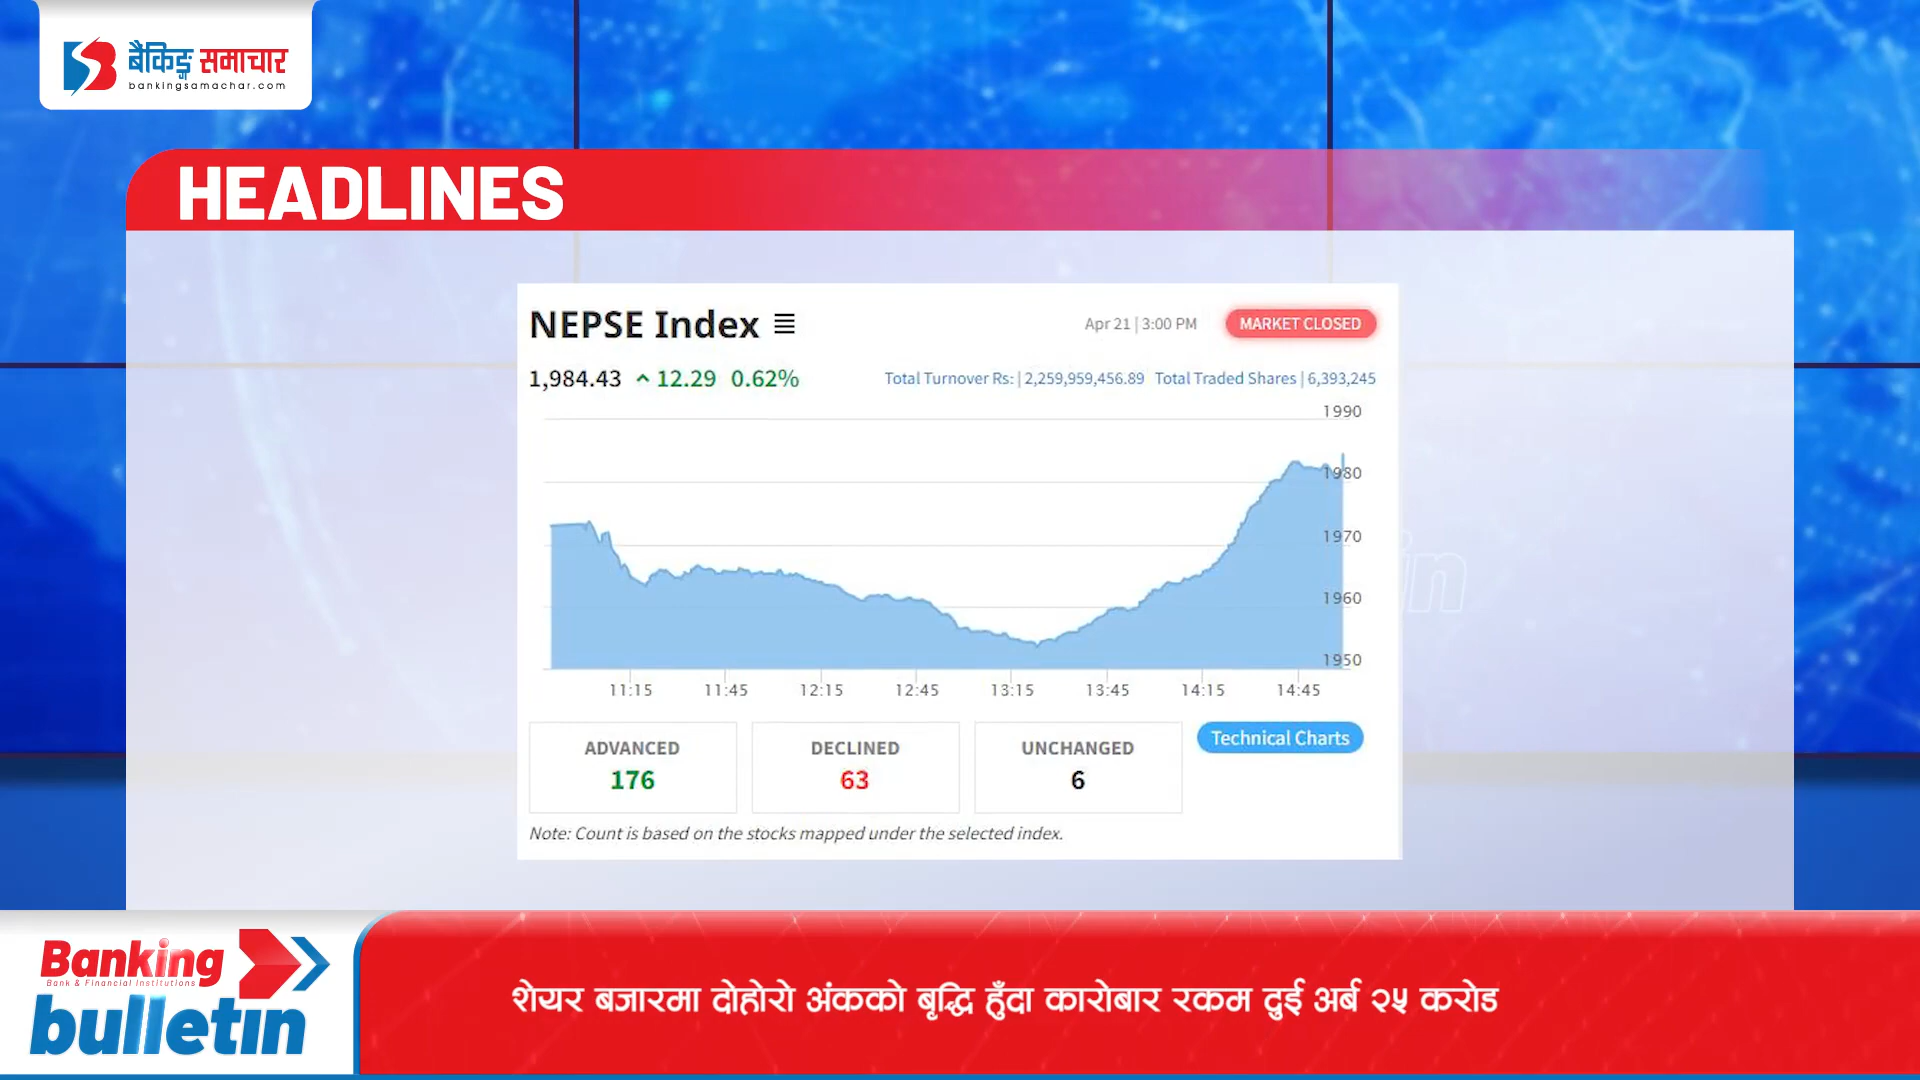 बैंकिङ्ग समाचार
bankingsamachar.com
HEADLINES
NEPSE Index
Apr 21 | 3:00 PM
MARKET CLOSED
1,984.43 12.29 0.62%
Total Turnover Rs: | 2,259,959,456.89 Total Traded Shares | 6,393,245
1990
1980
1970
1960
1950
11:15 11:45 12:15 12:45 13:15 13:45 14:15 14:45
ADVANCED
176
DECLINED
63
UNCHANGED
6
Technical Charts
Note: Count is based on the stocks mapped under the selected index.
Banking
Bank & Financial Institutions
bulletin
शेयर बजारमा दोहोरो अंकको बृद्धि हुँदा कारोबार रकम दुई अर्ब २५ करोड